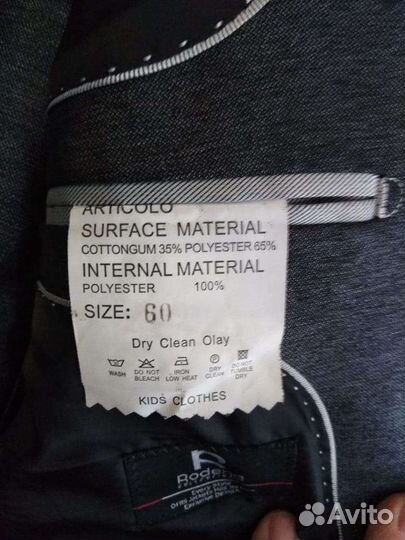 ARTICOLO
SURFACE MATERIAL
COTTONGUM 35% POLYESTER 65%
INTERNAL MATERIAL
POLYESTER 100%
SIZE: 60
Dry Clean Olay
WASH DO NOT BLEACH IRON LOW HEAT DRY CLEAN DO NOT TUMBLE DRY
KIDS CLOTHES
Avito